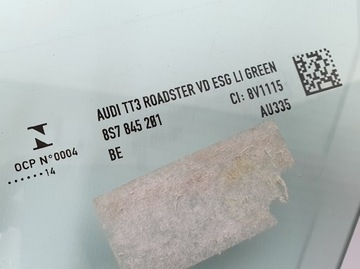 AUDI TT3 ROADSTER VD ESG LI GREEN
8S7 845 201 CI: 8V1115
BE AU335
OCP N°0004
......14